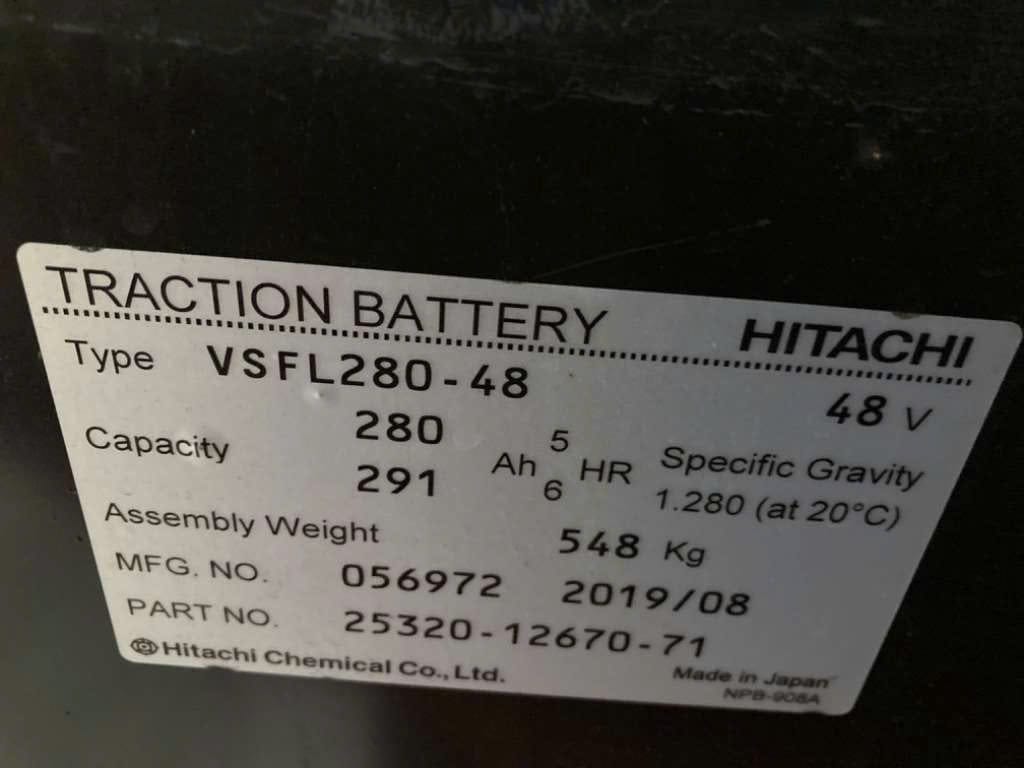 TRACTION BATTERY HITACHI
Type VSFL280-48 48 V
Capacity 280 291 Ah 5 6 HR Specific Gravity 1.280 (at 20°C)
Assembly Weight 548 Kg
MFG. NO. 056972 2019/08
PART NO. 25320-12670-71
Hitachi Chemical Co., Ltd. Made in Japan
NPB-908A